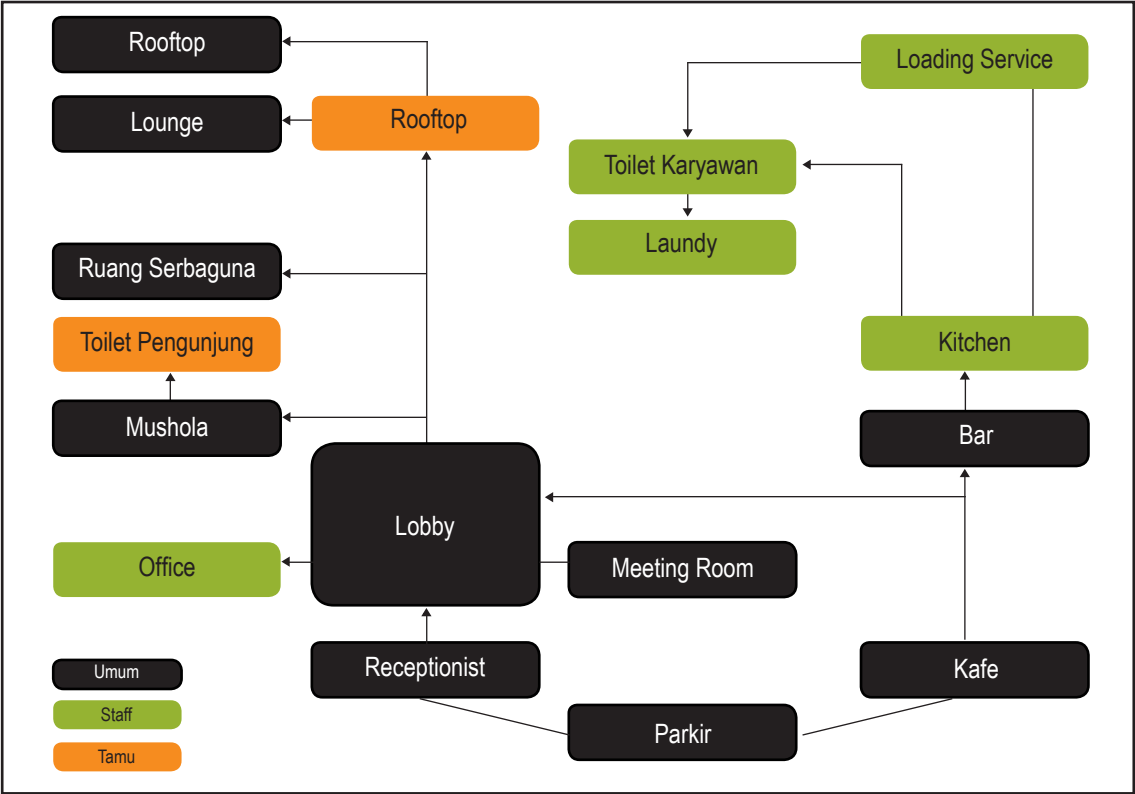 Rooftop
Loading Service
Lounge
Rooftop
Toilet Karyawan
Laundy
Ruang Serbaguna
Toilet Pengunjung
Kitchen
Mushola
Bar
Lobby
Office
Meeting Room
Receptionist
Kafe
Parkir
Umum
Staff
Tamu